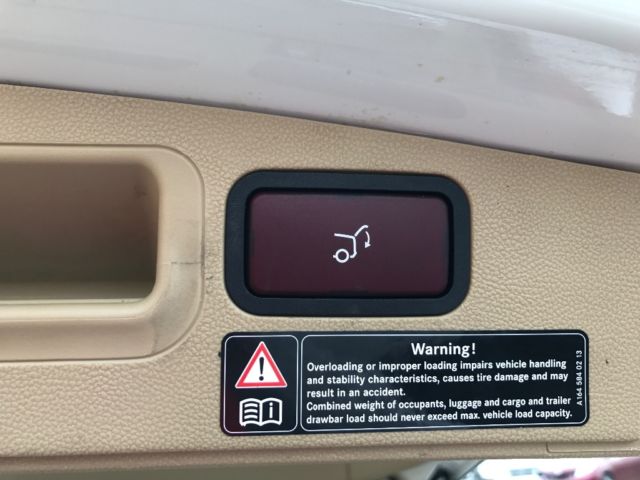 Warning!
Overloading or improper loading impairs vehicle handling
and stability characteristics, causes tire damage and may
result in an accident.
Combined weight of occupants, luggage and cargo and trailer
drawbar load should never exceed max. vehicle load capacity.
A164 584 02 13